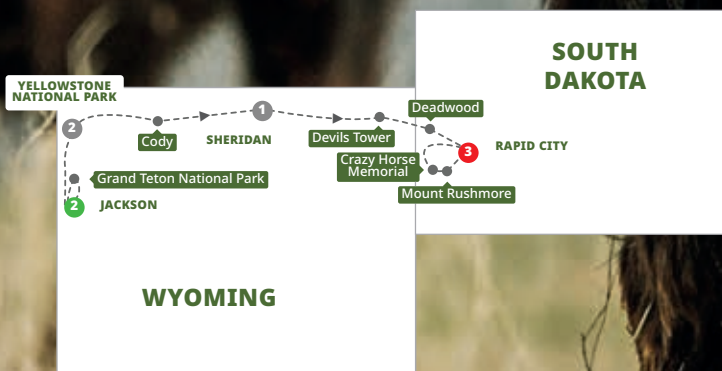 SOUTH
DAKOTA
YELLOWSTONE
NATIONAL PARK
Deadwood
1
2
Cody
SHERIDAN
Devils Tower
RAPID CITY
3
Crazy Horse
Memorial
Grand Teton National Park
Mount Rushmore
2
JACKSON
WYOMING